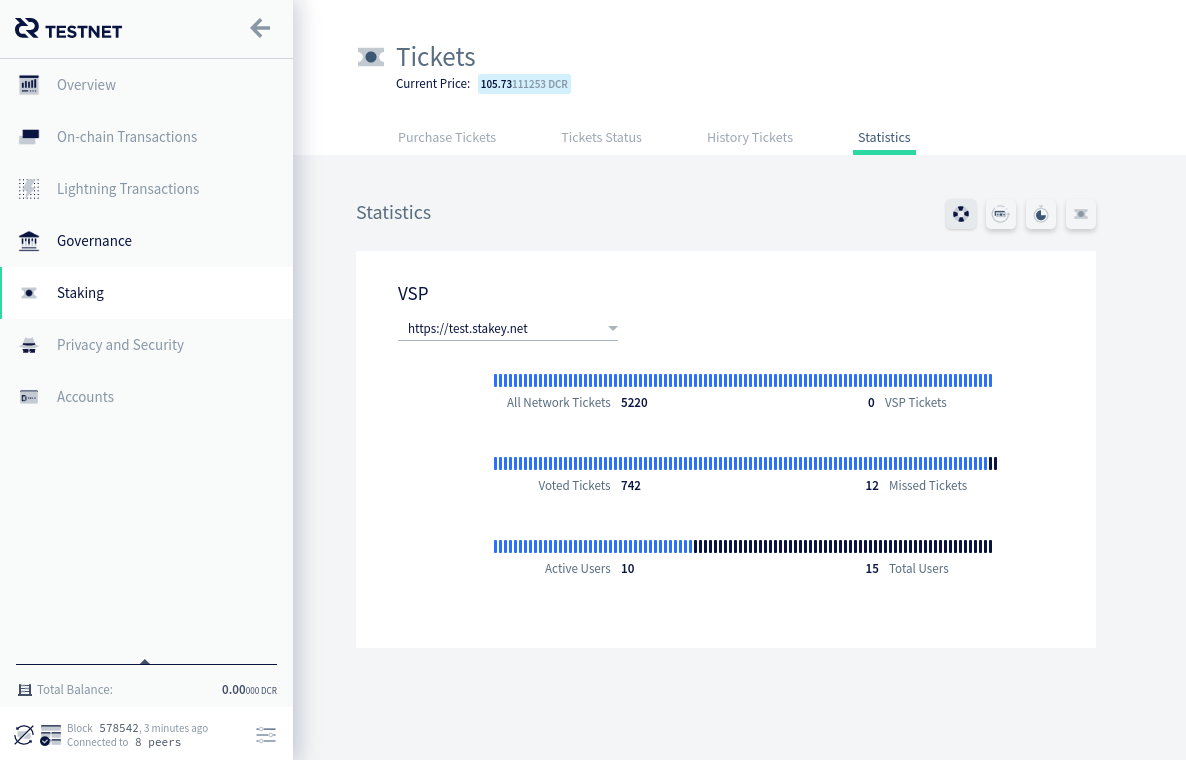 TESTNET
Overview
On-chain Transactions
Lightning Transactions
Governance
Staking
Privacy and Security
Accounts
Total Balance: 0.00000 DCR
Block 578542, 3 minutes ago
Connected to 8 peers
Tickets
Current Price: 105.73111253 DCR
Purchase Tickets Tickets Status History Tickets Statistics
Statistics
VSP
https://test.stakey.net
All Network Tickets 5220 0 VSP Tickets
Voted Tickets 742 12 Missed Tickets
Active Users 10 15 Total Users